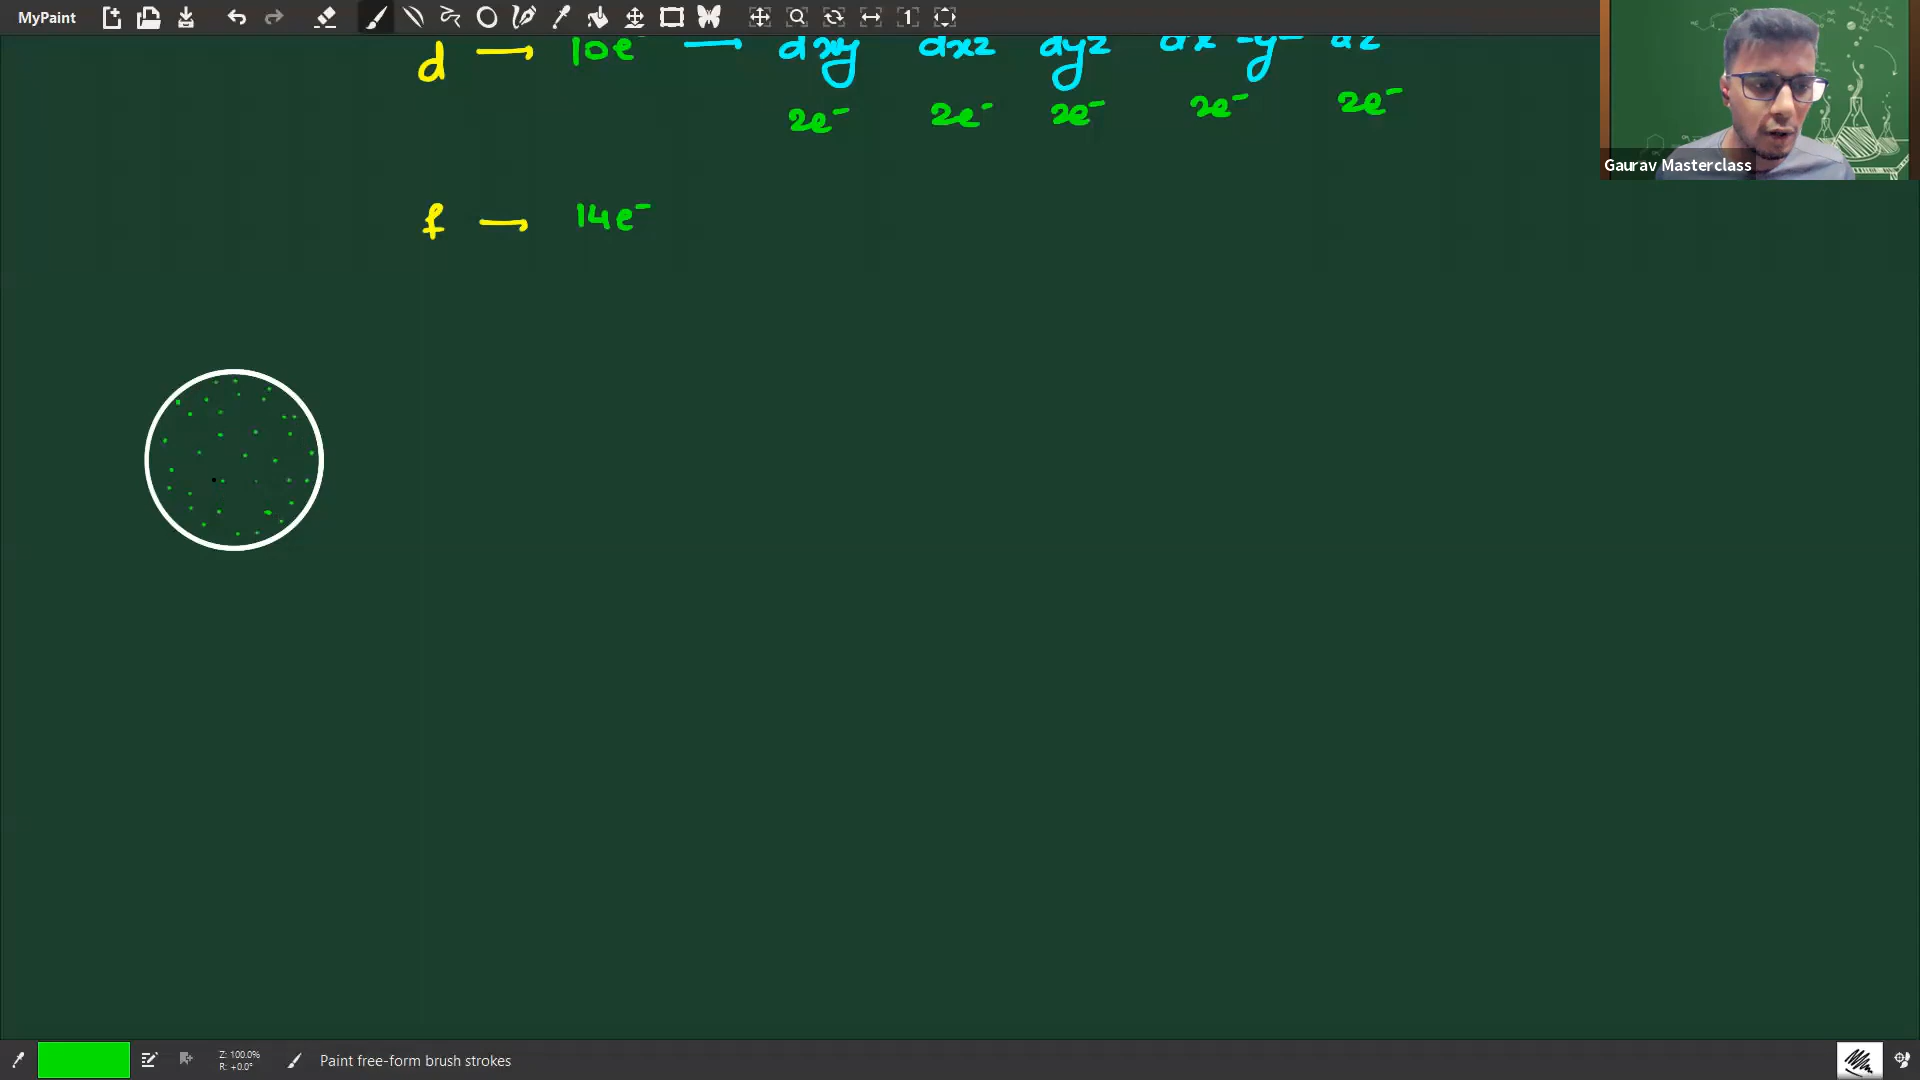 MyPaint
d → 10e⁻ → dxy dxz dyz
2e⁻ 2e⁻ 2e⁻ 2e⁻ 2e⁻
Gaurav Masterclass
f → 14e⁻
Z: 100.0%
R: +0.0°
Paint free-form brush strokes